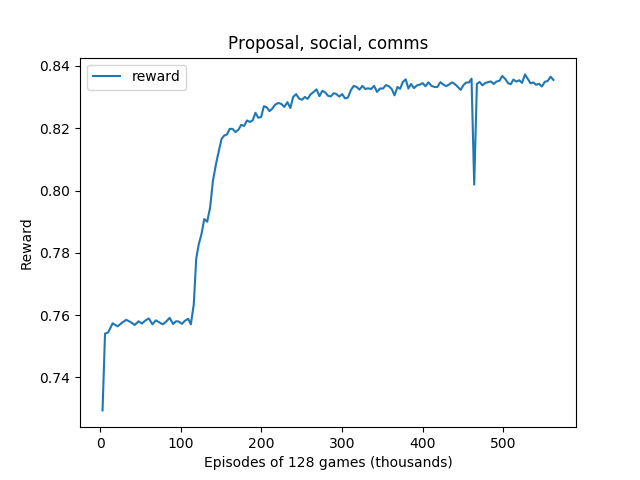 Proposal, social, comms
reward
0.84
0.82
0.80
0.78
0.76
0.74
Reward
0 100 200 300 400 500
Episodes of 128 games (thousands)